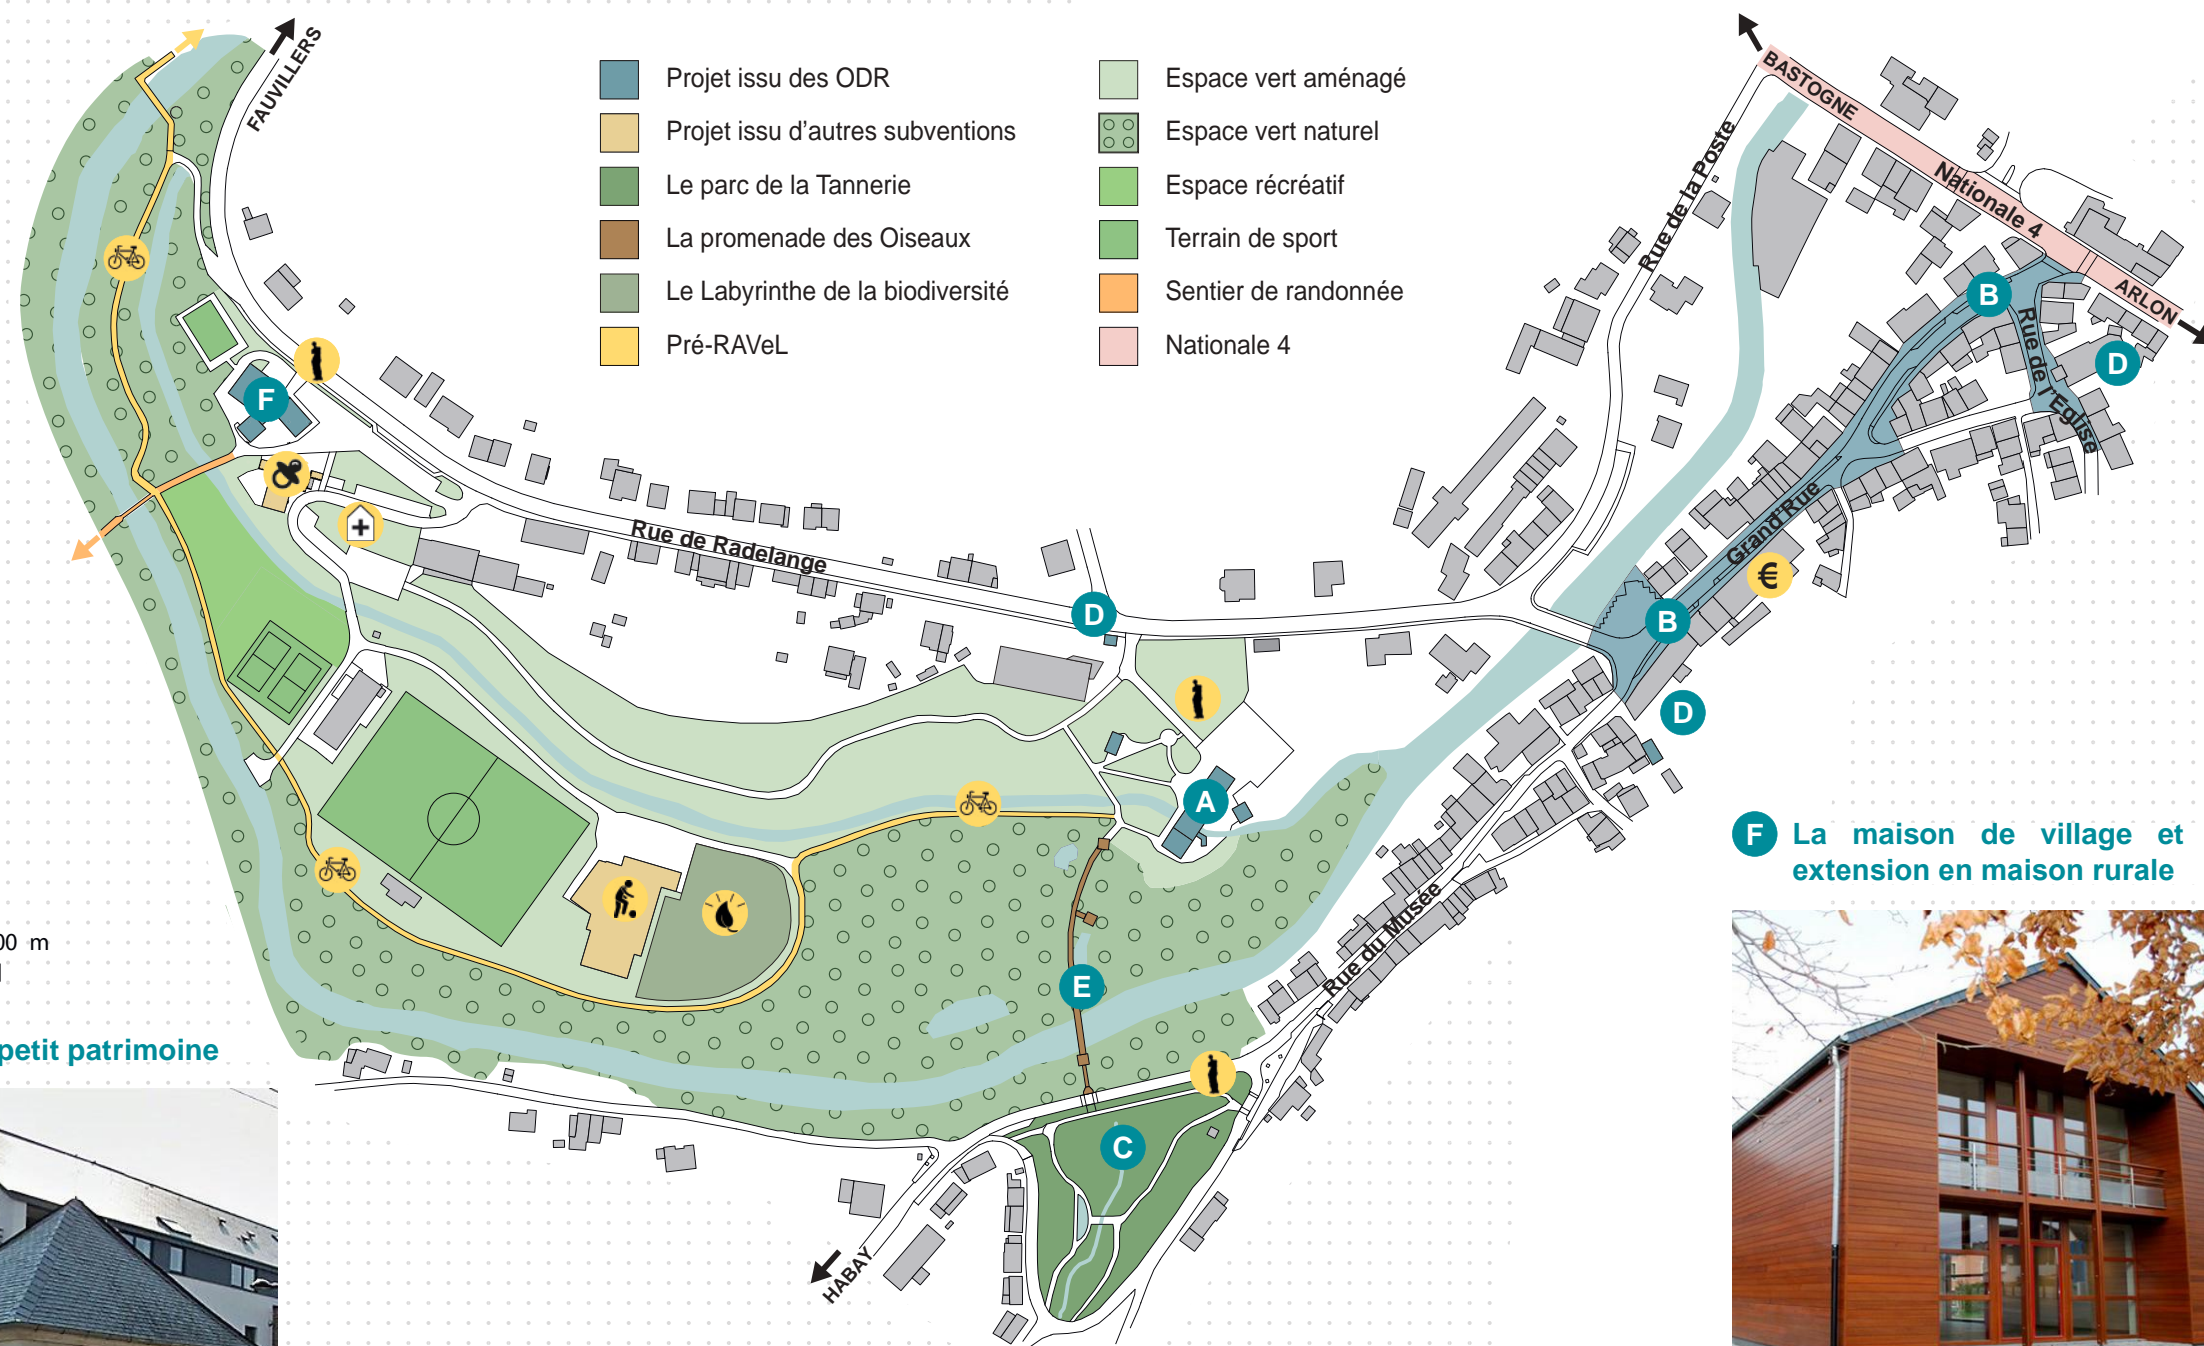 FAUVILLERS
Projet issu des ODR
Projet issu d'autres subventions
Le parc de la Tannerie
La promenade des Oiseaux
Le Labyrinthe de la biodiversité
Pré-RAVeL
Espace vert aménagé
Espace vert naturel
Espace récréatif
Terrain de sport
Sentier de randonnée
Nationale 4
BASTOGNE
Nationale 4
ARLON
Rue de la Poste
B
Rue de l'Eglise
D
F
Grand'Rue
€
Rue de Radelange
D
B
D
A
F La maison de village et
extension en maison rurale
Rue du Musée
E
00 m
petit patrimoine
C
HABAY